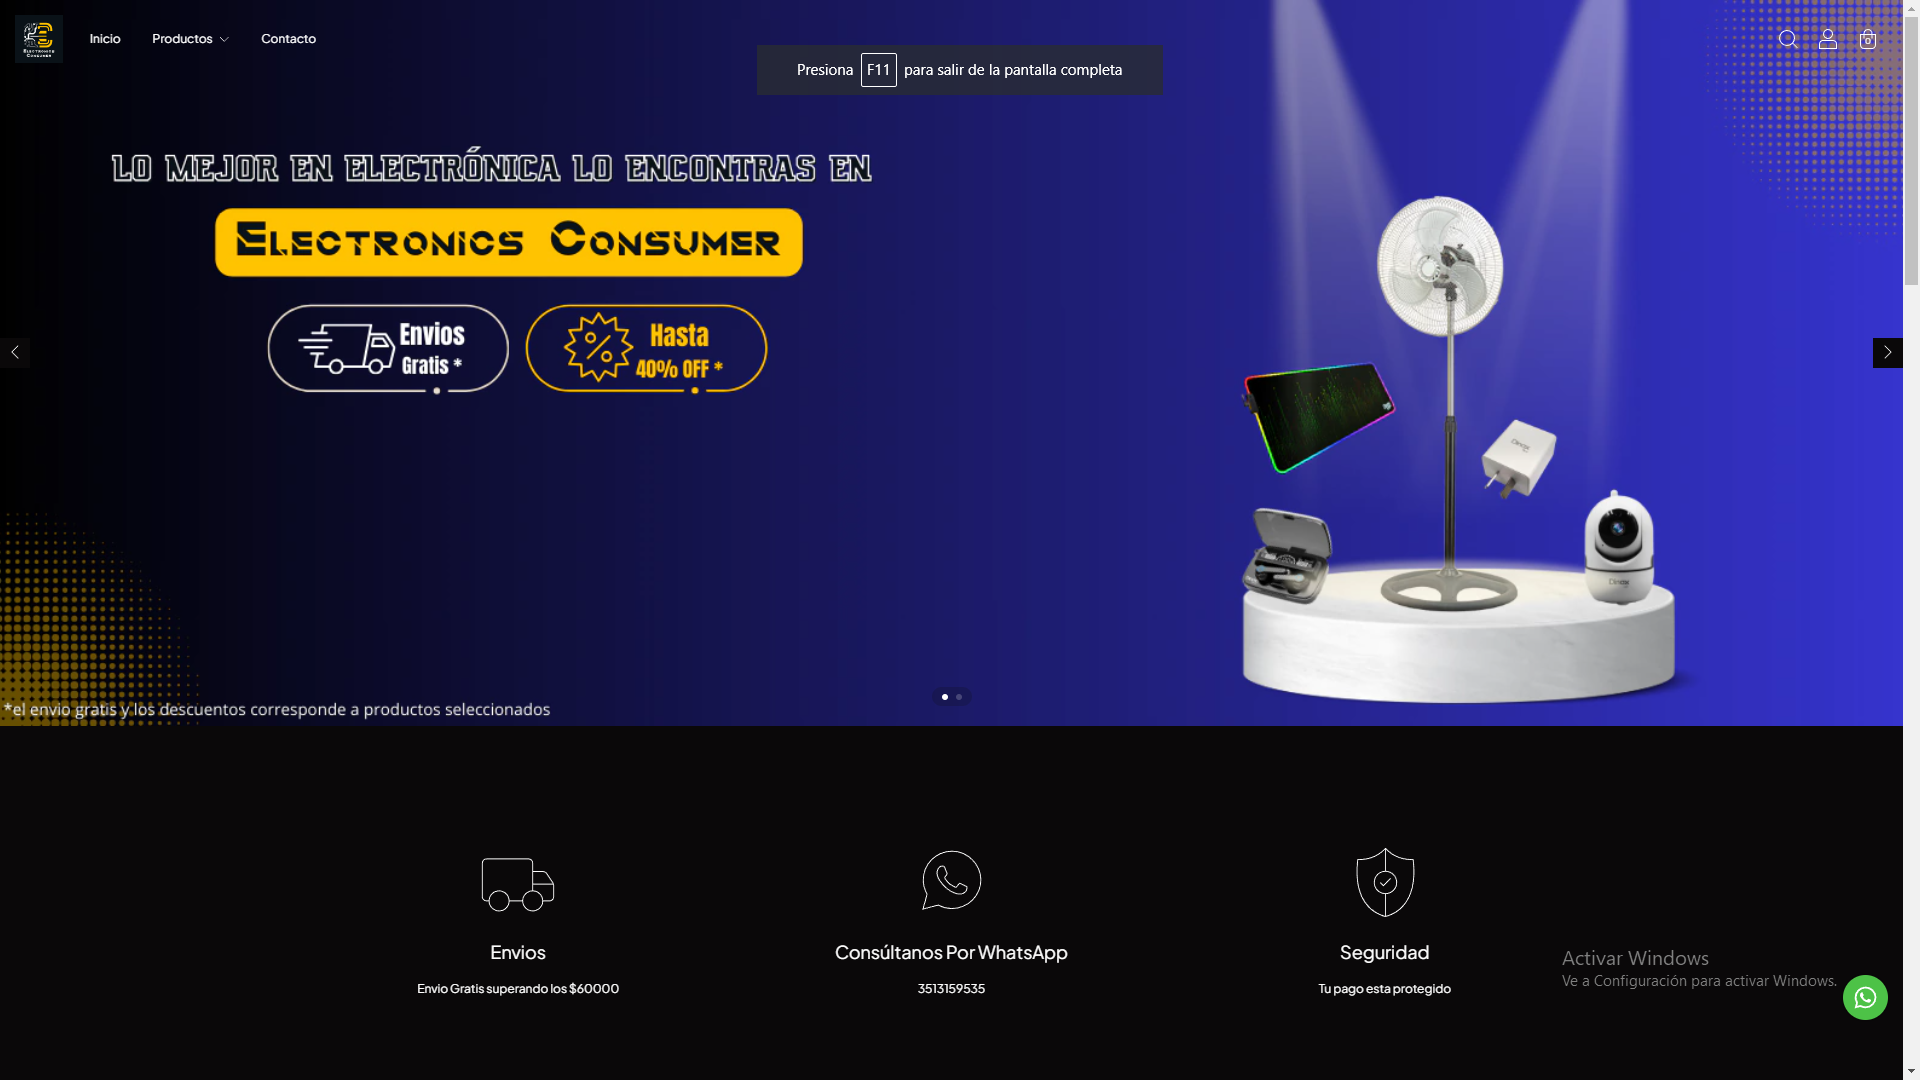 ELECTRONICS
CONSUMER
Inicio
Productos
Contacto
0
Presiona F11 para salir de la pantalla completa
LO MEJOR EN ELECTRÓNICA LO ENCONTRAS EN
ELECTRONICS CONSUMER
Envios
Gratis *
Hasta
40% OFF *
*el envio gratis y los descuentos corresponde a productos seleccionados
Envios
Envio Gratis superando los $60000
Consúltanos Por WhatsApp
3513159535
Seguridad
Tu pago esta protegido
Activar Windows
Ve a Configuración para activar Windows.